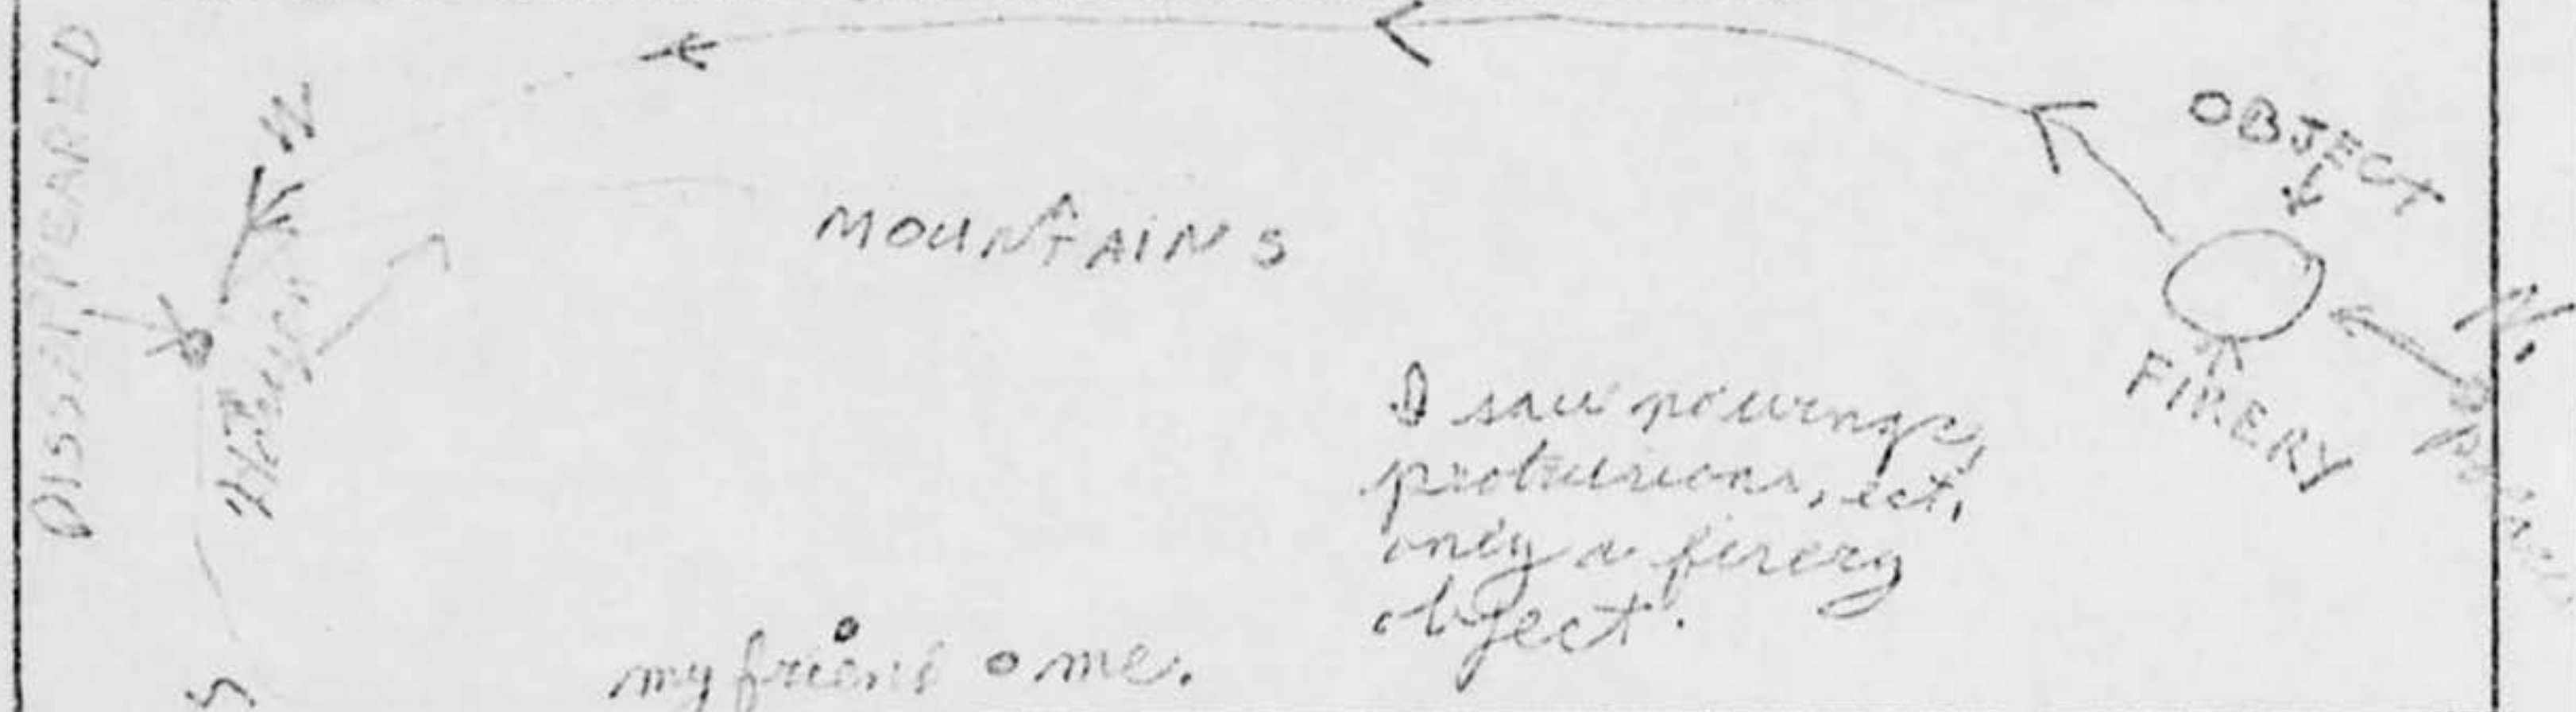 DISSAPPEARED
N
OBJECT
MOUNTAINS
N.
FIRERY
I saw no wings,
protrusions, ect,
only a firery
object.
my friend o me.
S